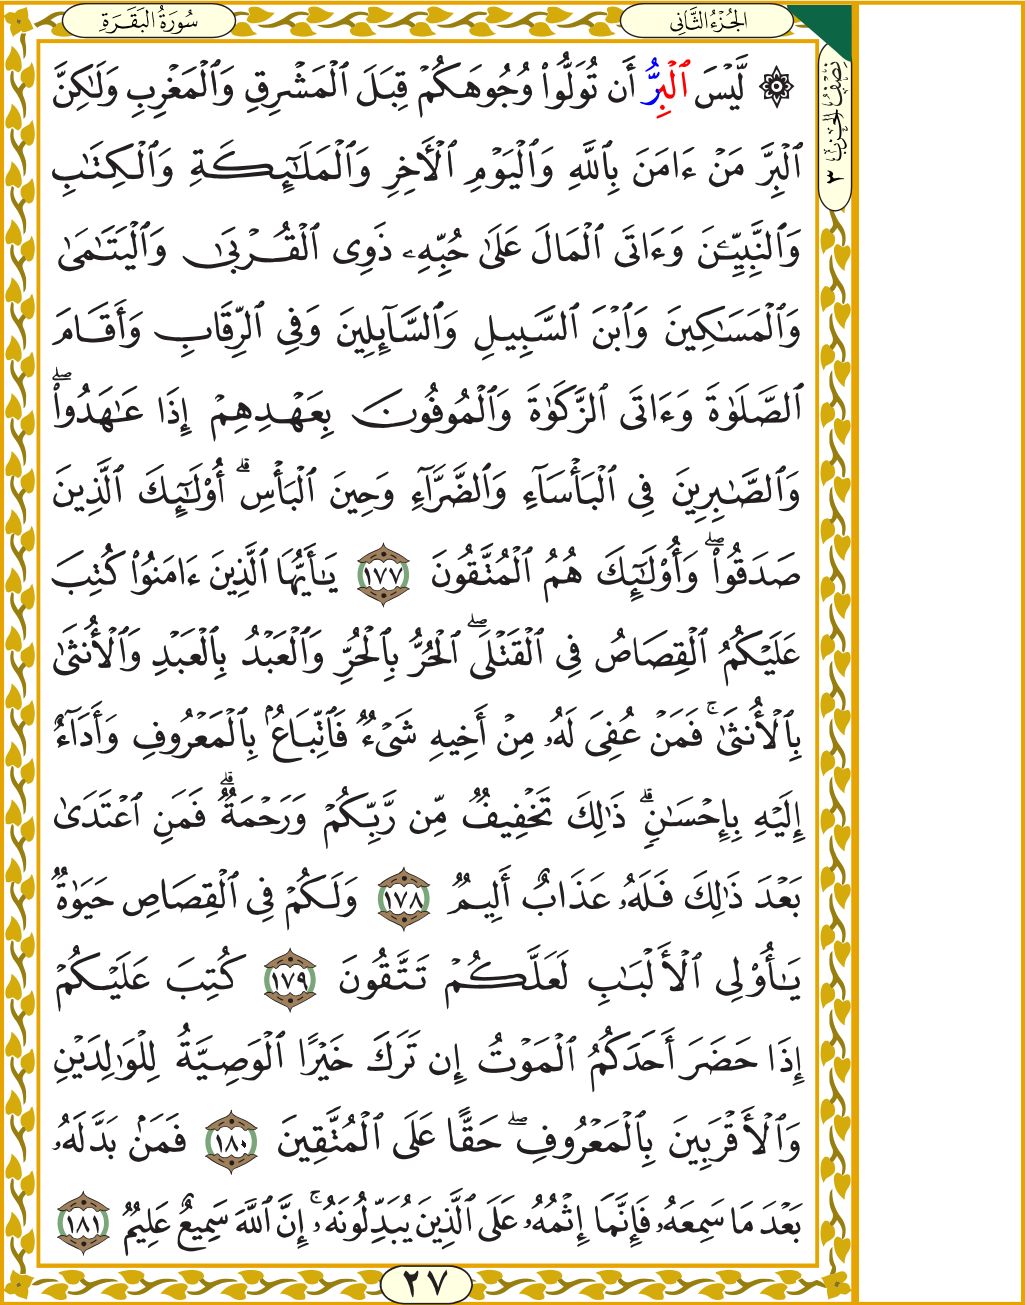 سُورَةُ البَقَرَةِ
الجُزْءُ الثَّانِي
نِصْفُ الحِزْبِ ٣
۞ لَّيْسَ ٱلْبِرُّ أَن تُوَلُّوا۟ وُجُوهَكُمْ قِبَلَ ٱلْمَشْرِقِ وَٱلْمَغْرِبِ وَلَٰكِنَّ
ٱلْبِرَّ مَنْ ءَامَنَ بِٱللَّهِ وَٱلْيَوْمِ ٱلْأَخِرِ وَٱلْمَلَٰٓئِكَةِ وَٱلْكِتَٰبِ
وَٱلنَّبِيِّـۧنَ وَءَاتَى ٱلْمَالَ عَلَىٰ حُبِّهِۦ ذَوِى ٱلْقُرْبَىٰ وَٱلْيَتَٰمَىٰ
وَٱلْمَسَٰكِينَ وَٱبْنَ ٱلسَّبِيلِ وَٱلسَّآئِلِينَ وَفِى ٱلرِّقَابِ وَأَقَامَ
ٱلصَّلَوٰةَ وَءَاتَى ٱلزَّكَوٰةَ وَٱلْمُوفُونَ بِعَهْدِهِمْ إِذَا عَٰهَدُوا۟ۖ
وَٱلصَّٰبِرِينَ فِى ٱلْبَأْسَآءِ وَٱلضَّرَّآءِ وَحِينَ ٱلْبَأْسِۗ أُو۟لَٰٓئِكَ ٱلَّذِينَ
صَدَقُوا۟ۖ وَأُو۟لَٰٓئِكَ هُمُ ٱلْمُتَّقُونَ ١٧٧ يَٰٓأَيُّهَا ٱلَّذِينَ ءَامَنُوا۟ كُتِبَ
عَلَيْكُمُ ٱلْقِصَاصُ فِى ٱلْقَتْلَىۖ ٱلْحُرُّ بِٱلْحُرِّ وَٱلْعَبْدُ بِٱلْعَبْدِ وَٱلْأُنثَىٰ
بِٱلْأُنثَىٰۚ فَمَنْ عُفِىَ لَهُۥ مِنْ أَخِيهِ شَىْءٌ فَٱتِّبَاعٌۢ بِٱلْمَعْرُوفِ وَأَدَآءٌ
إِلَيْهِ بِإِحْسَٰنٍۗ ذَٰلِكَ تَخْفِيفٌ مِّن رَّبِّكُمْ وَرَحْمَةٌۗ فَمَنِ ٱعْتَدَىٰ
بَعْدَ ذَٰلِكَ فَلَهُۥ عَذَابٌ أَلِيمٌ ١٧٨ وَلَكُمْ فِى ٱلْقِصَاصِ حَيَوٰةٌ
يَٰٓأُو۟لِى ٱلْأَلْبَٰبِ لَعَلَّكُمْ تَتَّقُونَ ١٧٩ كُتِبَ عَلَيْكُمْ
إِذَا حَضَرَ أَحَدَكُمُ ٱلْمَوْتُ إِن تَرَكَ خَيْرًا ٱلْوَصِيَّةُ لِلْوَٰلِدَيْنِ
وَٱلْأَقْرَبِينَ بِٱلْمَعْرُوفِۖ حَقًّا عَلَى ٱلْمُتَّقِينَ ١٨٠ فَمَنۢ بَدَّلَهُۥ
بَعْدَ مَا سَمِعَهُۥ فَإِنَّمَآ إِثْمُهُۥ عَلَى ٱلَّذِينَ يُبَدِّلُونَهُۥٓۚ إِنَّ ٱللَّهَ سَمِيعٌ عَلِيمٌ ١٨١
٢٧